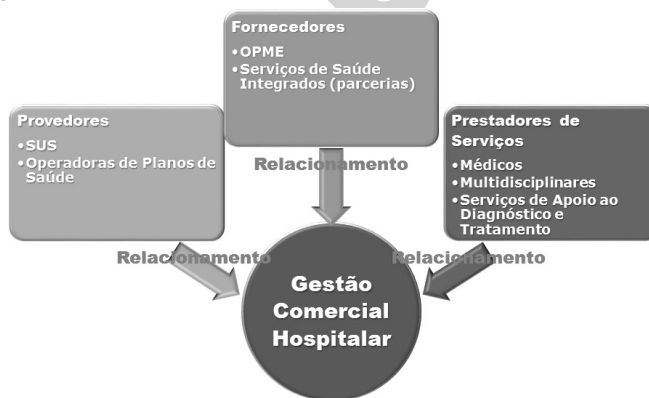 Fornecedores
•OPME
•Serviços de Saúde
Integrados (parcerias)
Provedores
•SUS
•Operadoras de Planos de
Saúde
Prestadores de
Serviços
•Médicos
•Multidisciplinares
•Serviços de Apoio ao
Diagnóstico e
Tratamento
Relacionamento
Relacionamento
Relacionamento
Gestão
Comercial
Hospitalar